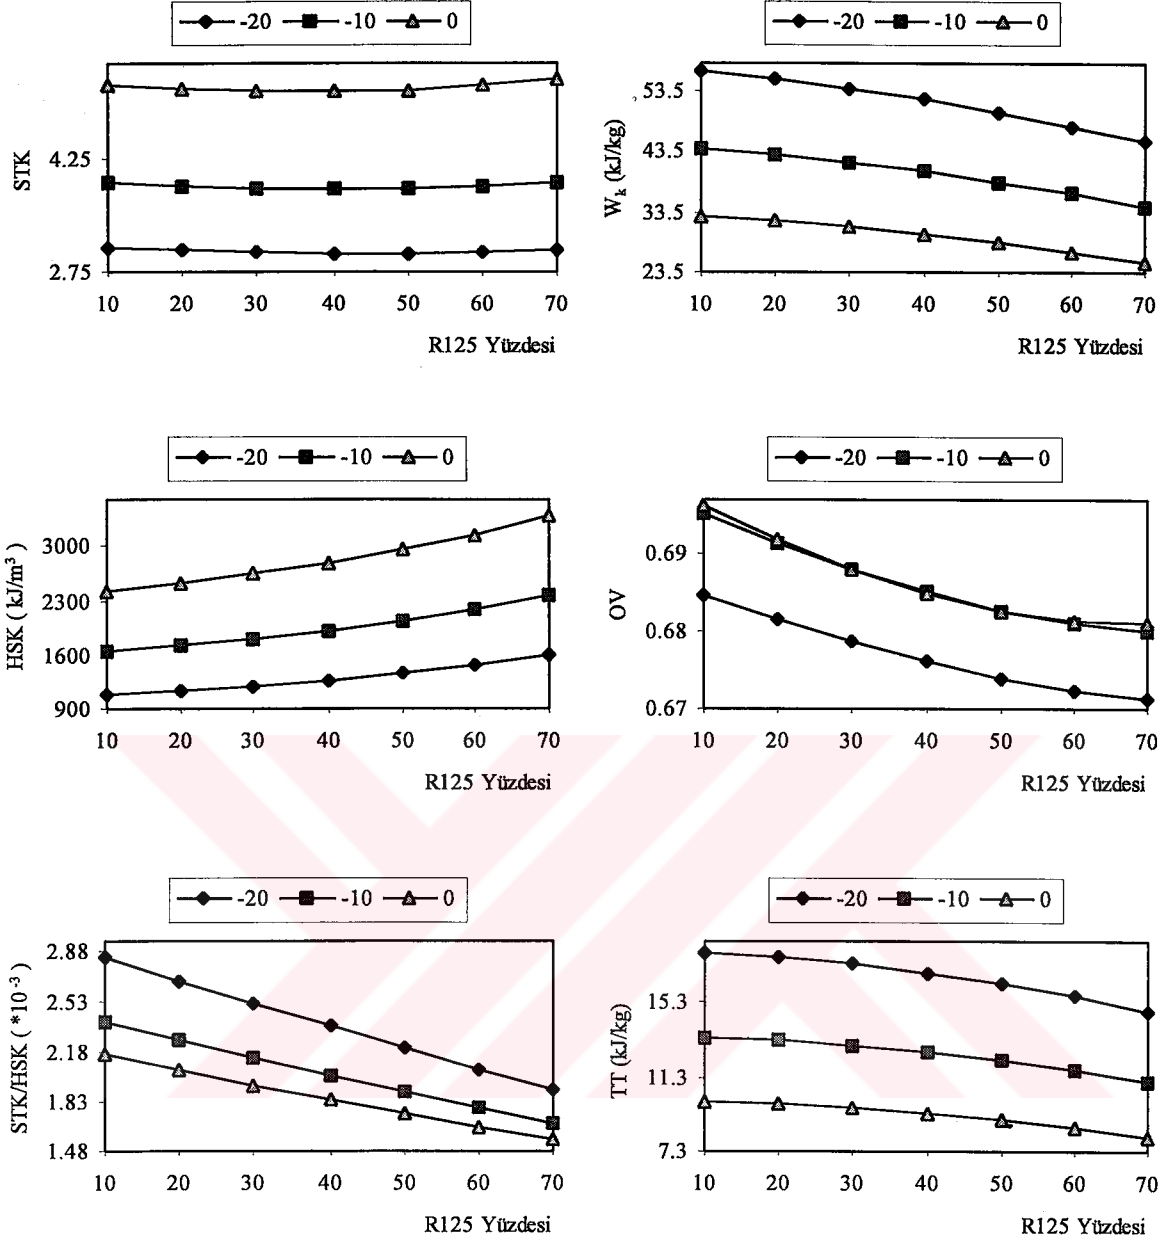 -20 -10 0
STK
4.25
2.75
10 20 30 40 50 60 70
R125 Yüzdesi
-20 -10 0
Wk (kJ/kg)
53.5
43.5
33.5
23.5
10 20 30 40 50 60 70
R125 Yüzdesi
-20 -10 0
HSK ( kJ/m³ )
3000
2300
1600
900
10 20 30 40 50 60 70
R125 Yüzdesi
-20 -10 0
OV
0.69
0.68
0.67
10 20 30 40 50 60 70
R125 Yüzdesi
-20 -10 0
STK/HSK ( *10⁻³ )
2.88
2.53
2.18
1.83
1.48
10 20 30 40 50 60 70
R125 Yüzdesi
-20 -10 0
TT (kJ/kg)
15.3
11.3
7.3
10 20 30 40 50 60 70
R125 Yüzdesi